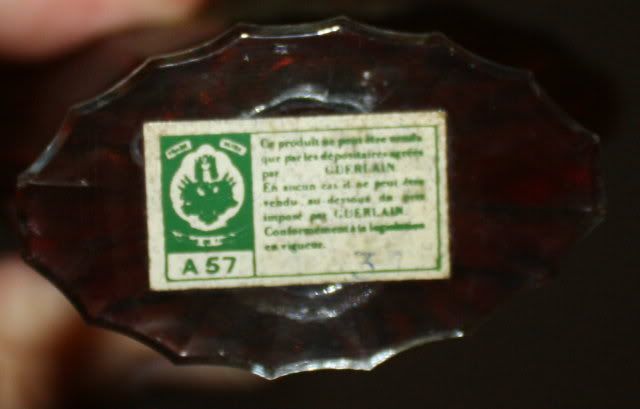 Ce produit ne peut être vendu
que par les dépositaires agréés
par GUERLAIN
En aucun cas il ne peut être
vendu au-dessous du prix
imposé par GUERLAIN.
Conformément à la législation
en vigueur.
A 57
3